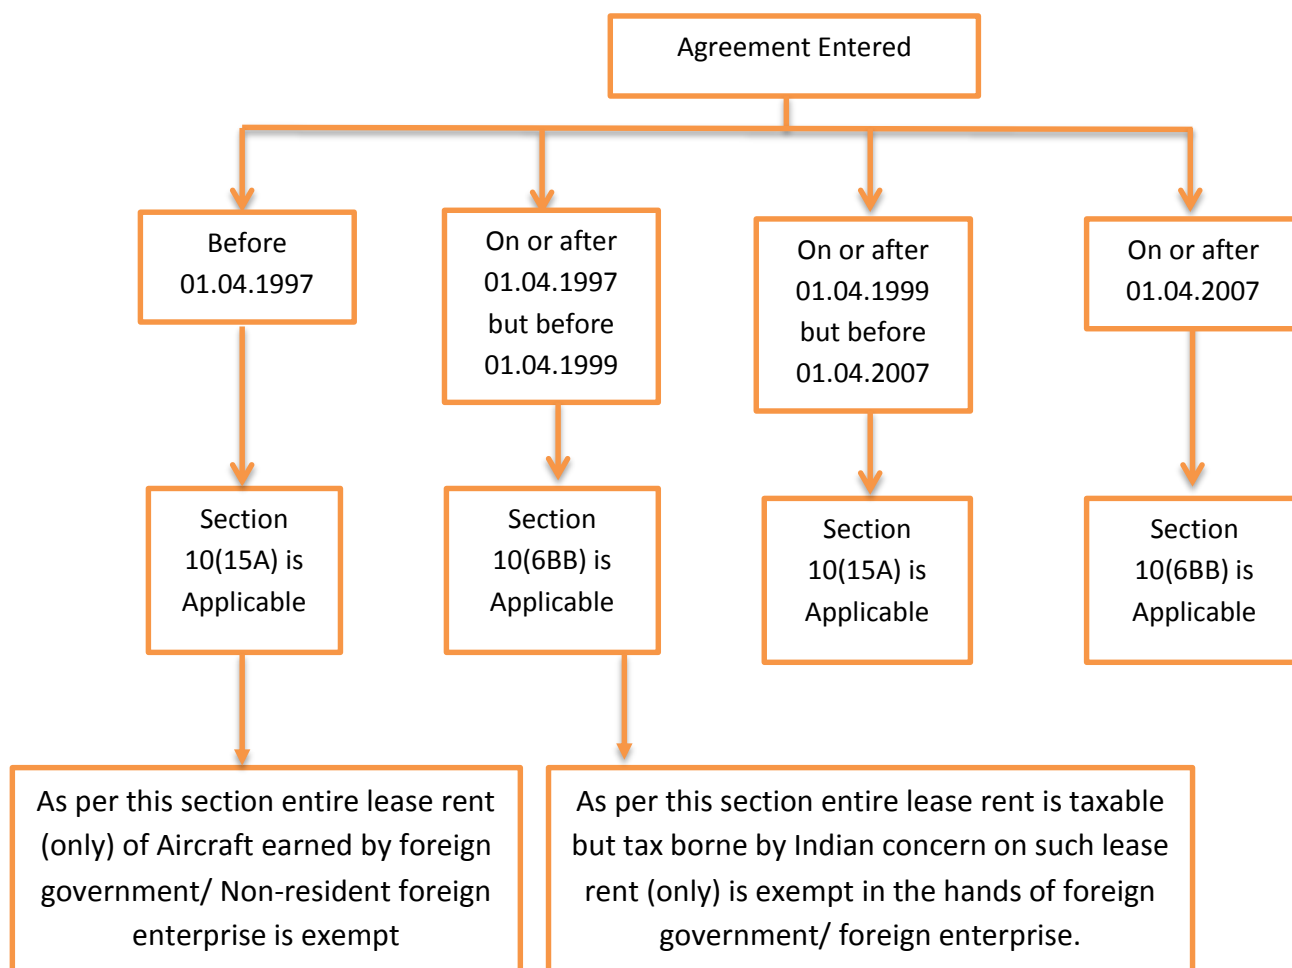 Agreement Entered
Before
01.04.1997
On or after
01.04.1997
but before
01.04.1999
On or after
01.04.1999
but before
01.04.2007
On or after
01.04.2007
Section
10(15A) is
Applicable
Section
10(6BB) is
Applicable
Section
10(15A) is
Applicable
Section
10(6BB) is
Applicable
As per this section entire lease rent
(only) of Aircraft earned by foreign
government/ Non-resident foreign
enterprise is exempt
As per this section entire lease rent is taxable
but tax borne by Indian concern on such lease
rent (only) is exempt in the hands of foreign
government/ foreign enterprise.